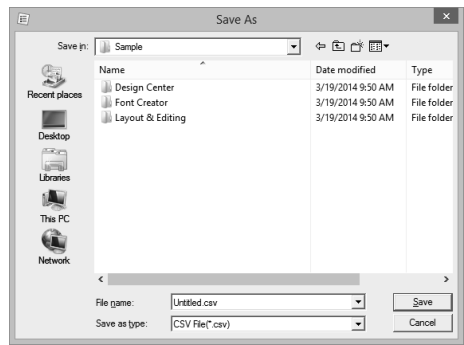 Save As
Save in: Sample
Name Date modified Type
Design Center 3/19/2014 9:50 AM File folder
Font Creator 3/19/2014 9:50 AM File folder
Layout & Editing 3/19/2014 9:50 AM File folder
Recent places
Desktop
Libraries
This PC
Network
File name: Untitled.csv Save
Save as type: CSV File(*.csv) Cancel